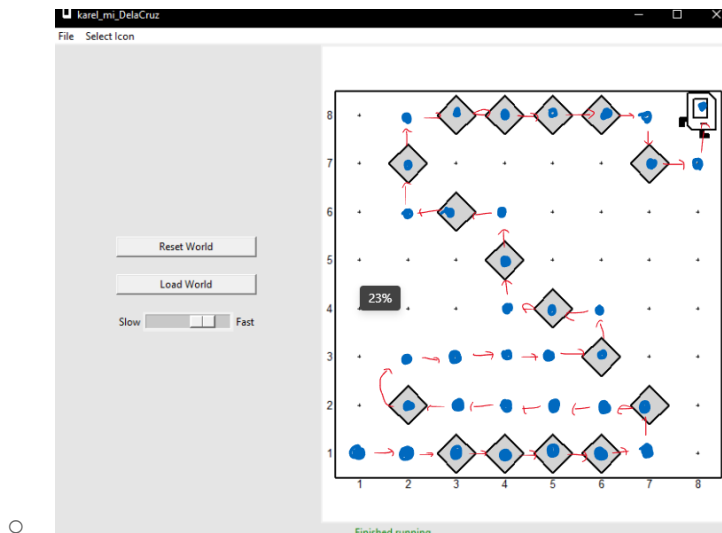 karel_mi_DelaCruz
File Select Icon
8
7
6
Reset World
5
Load World
23%
4
Slow Fast
3
2
1
1 2 3 4 5 6 7 8
Finished running